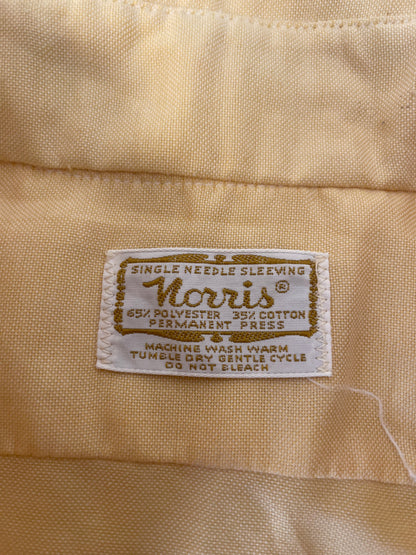 SINGLE NEEDLE SLEEVING
Norris®
65% POLYESTER 35% COTTON
PERMANENT PRESS
MACHINE WASH WARM
TUMBLE DRY GENTLE CYCLE
DO NOT BLEACH